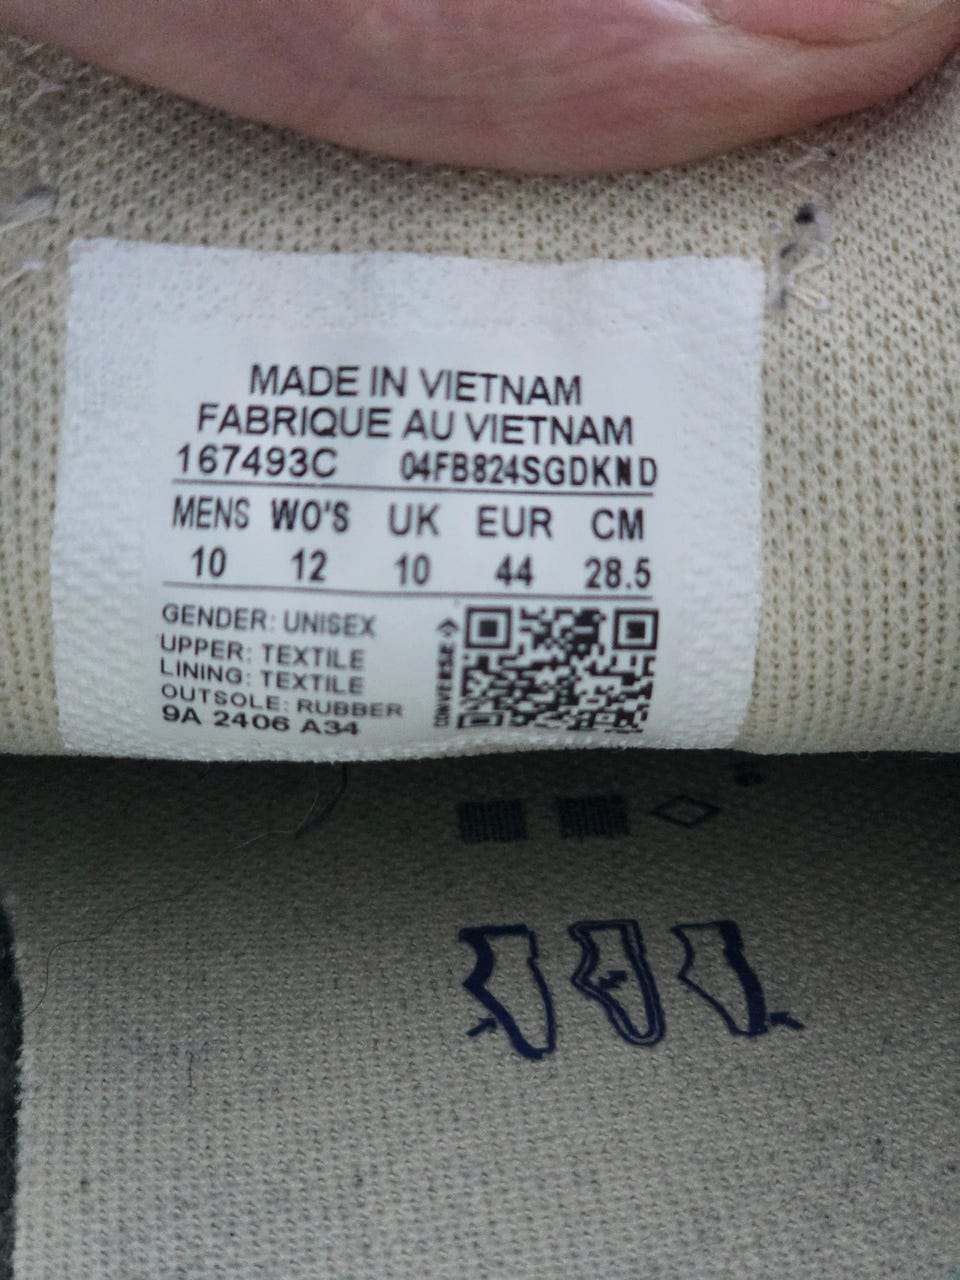 MADE IN VIETNAM
FABRIQUE AU VIETNAM
167493C 04FB824SGDKND
MENS WO'S UK EUR CM
10 12 10 44 28.5
GENDER: UNISEX
UPPER: TEXTILE
LINING: TEXTILE
OUTSOLE: RUBBER
9A 2406 A34
CONVERSE